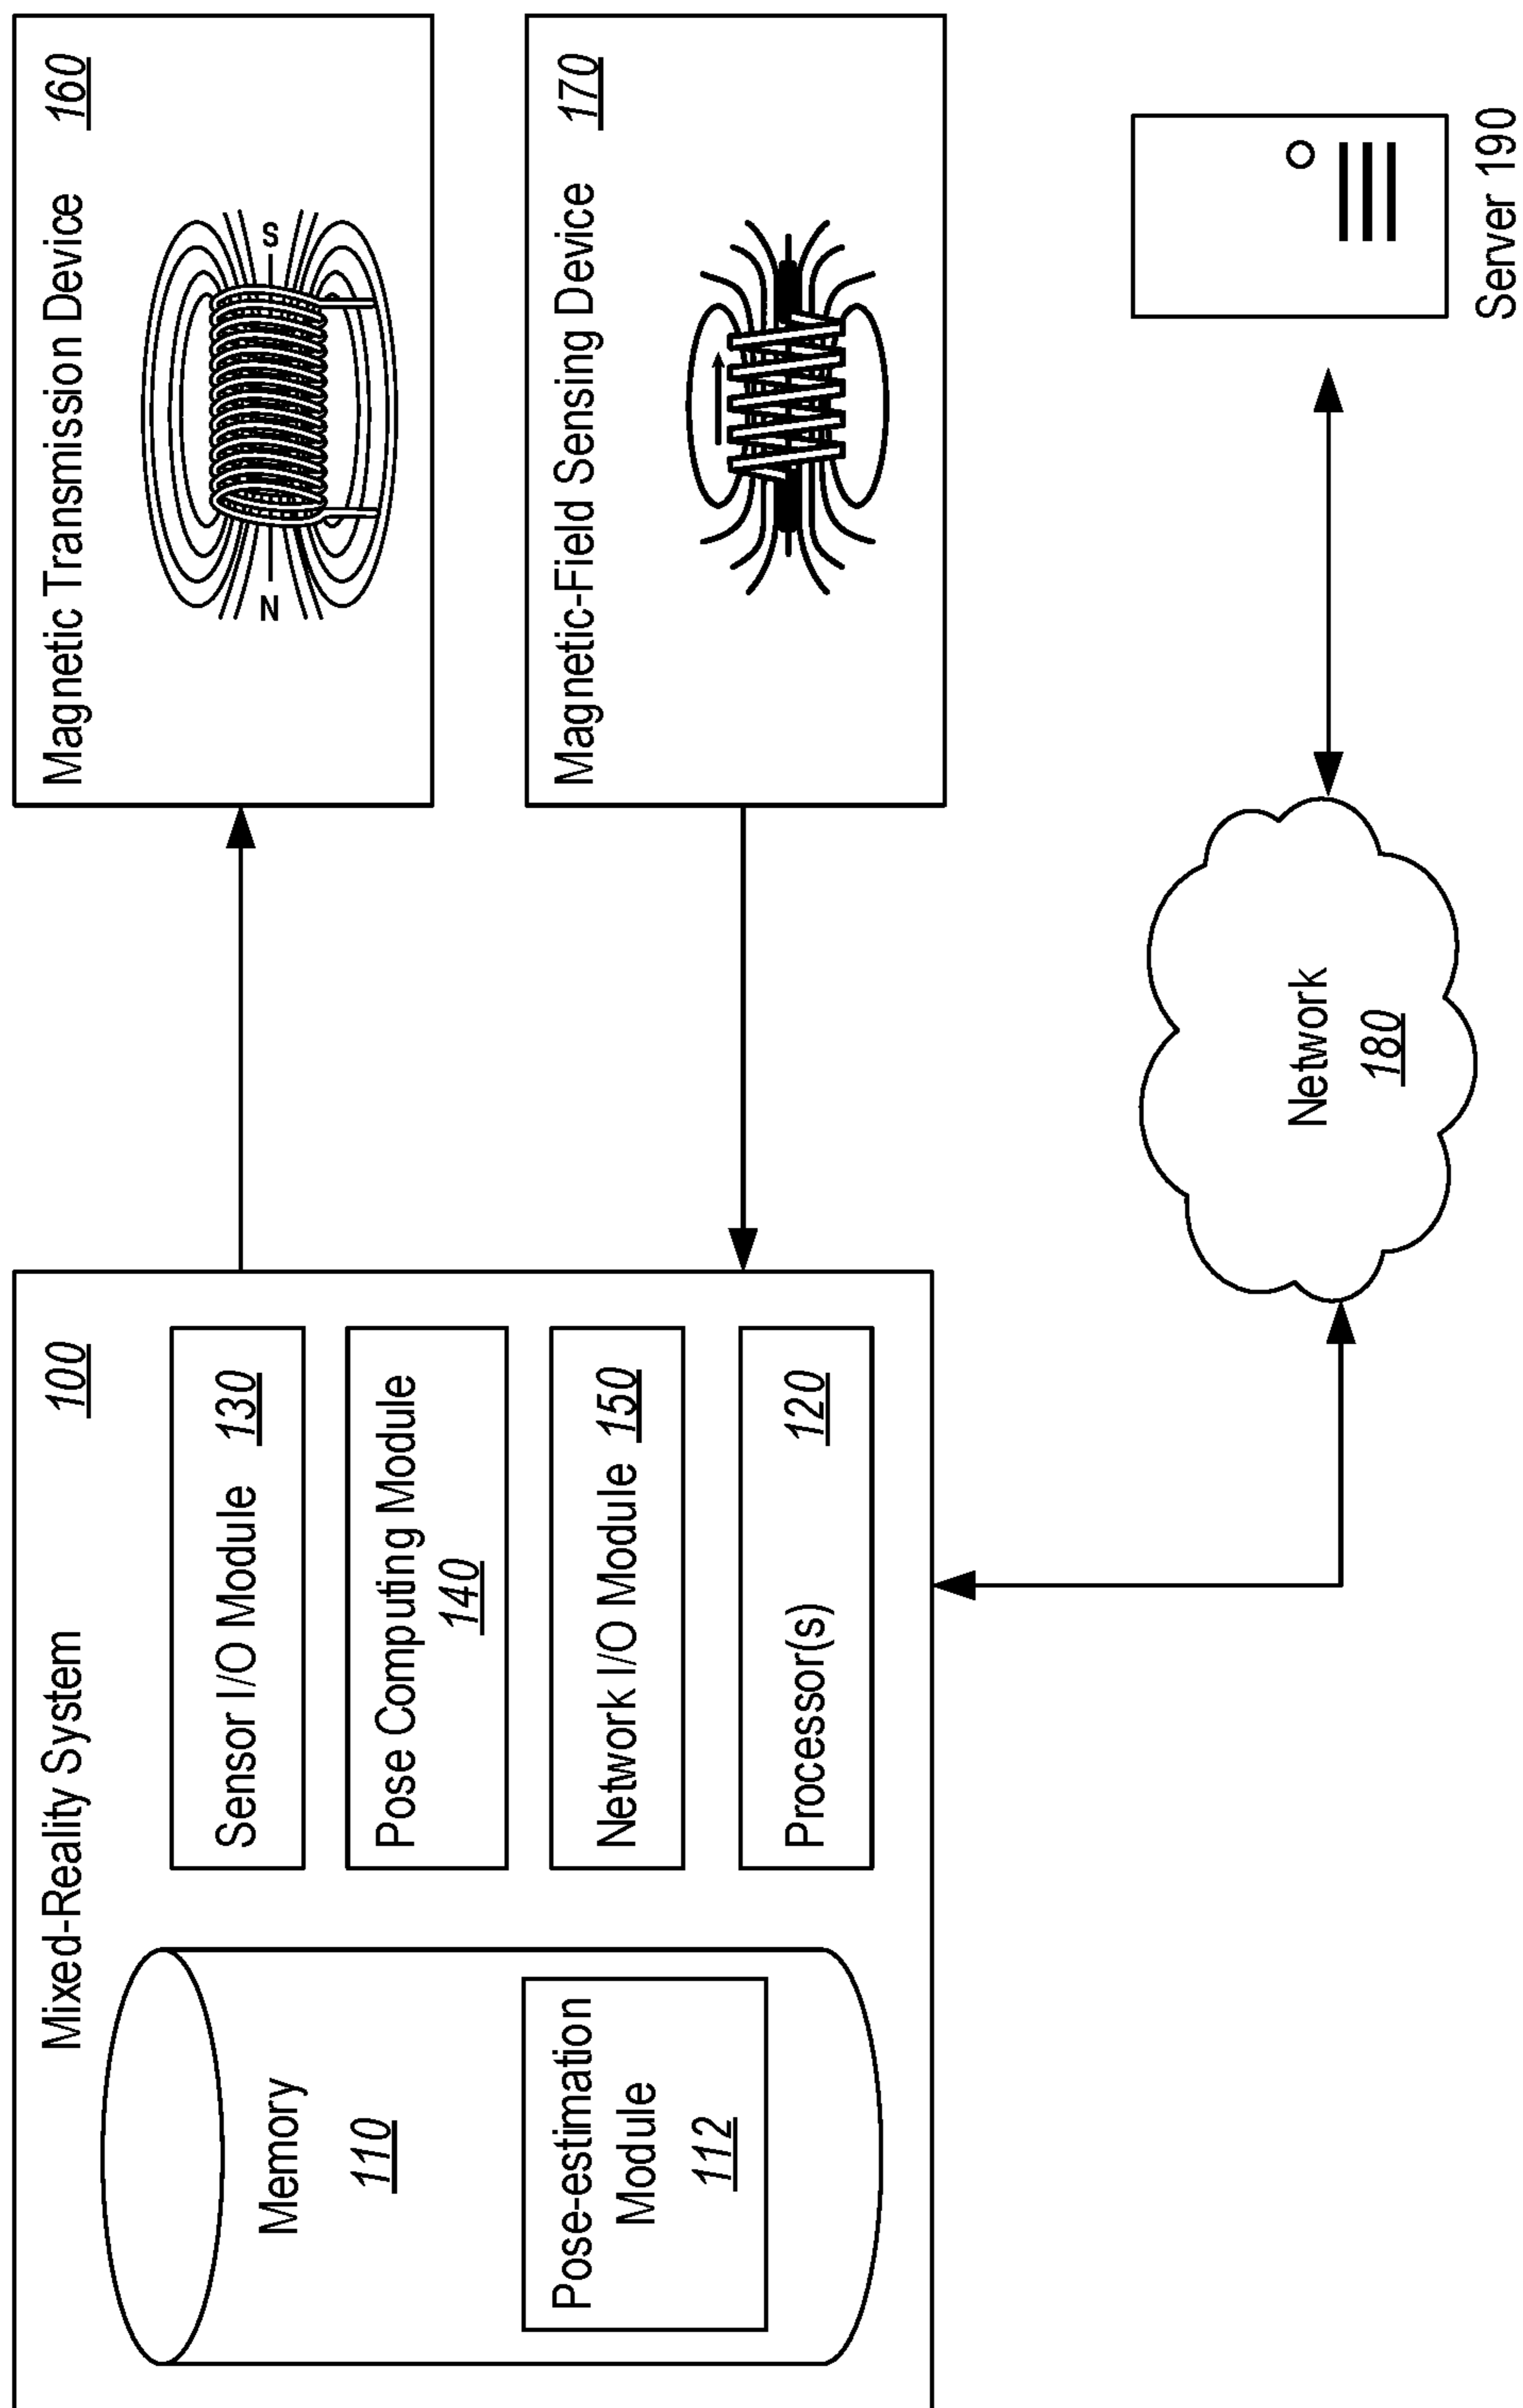 Mixed-Reality System 100
Memory
110
Pose-estimation
Module
112
Sensor I/O Module 130
Pose Computing Module
140
Network I/O Module 150
Processor(s) 120
Magnetic Transmission Device 160
N S
Magnetic-Field Sensing Device 170
Network
180
Server 190